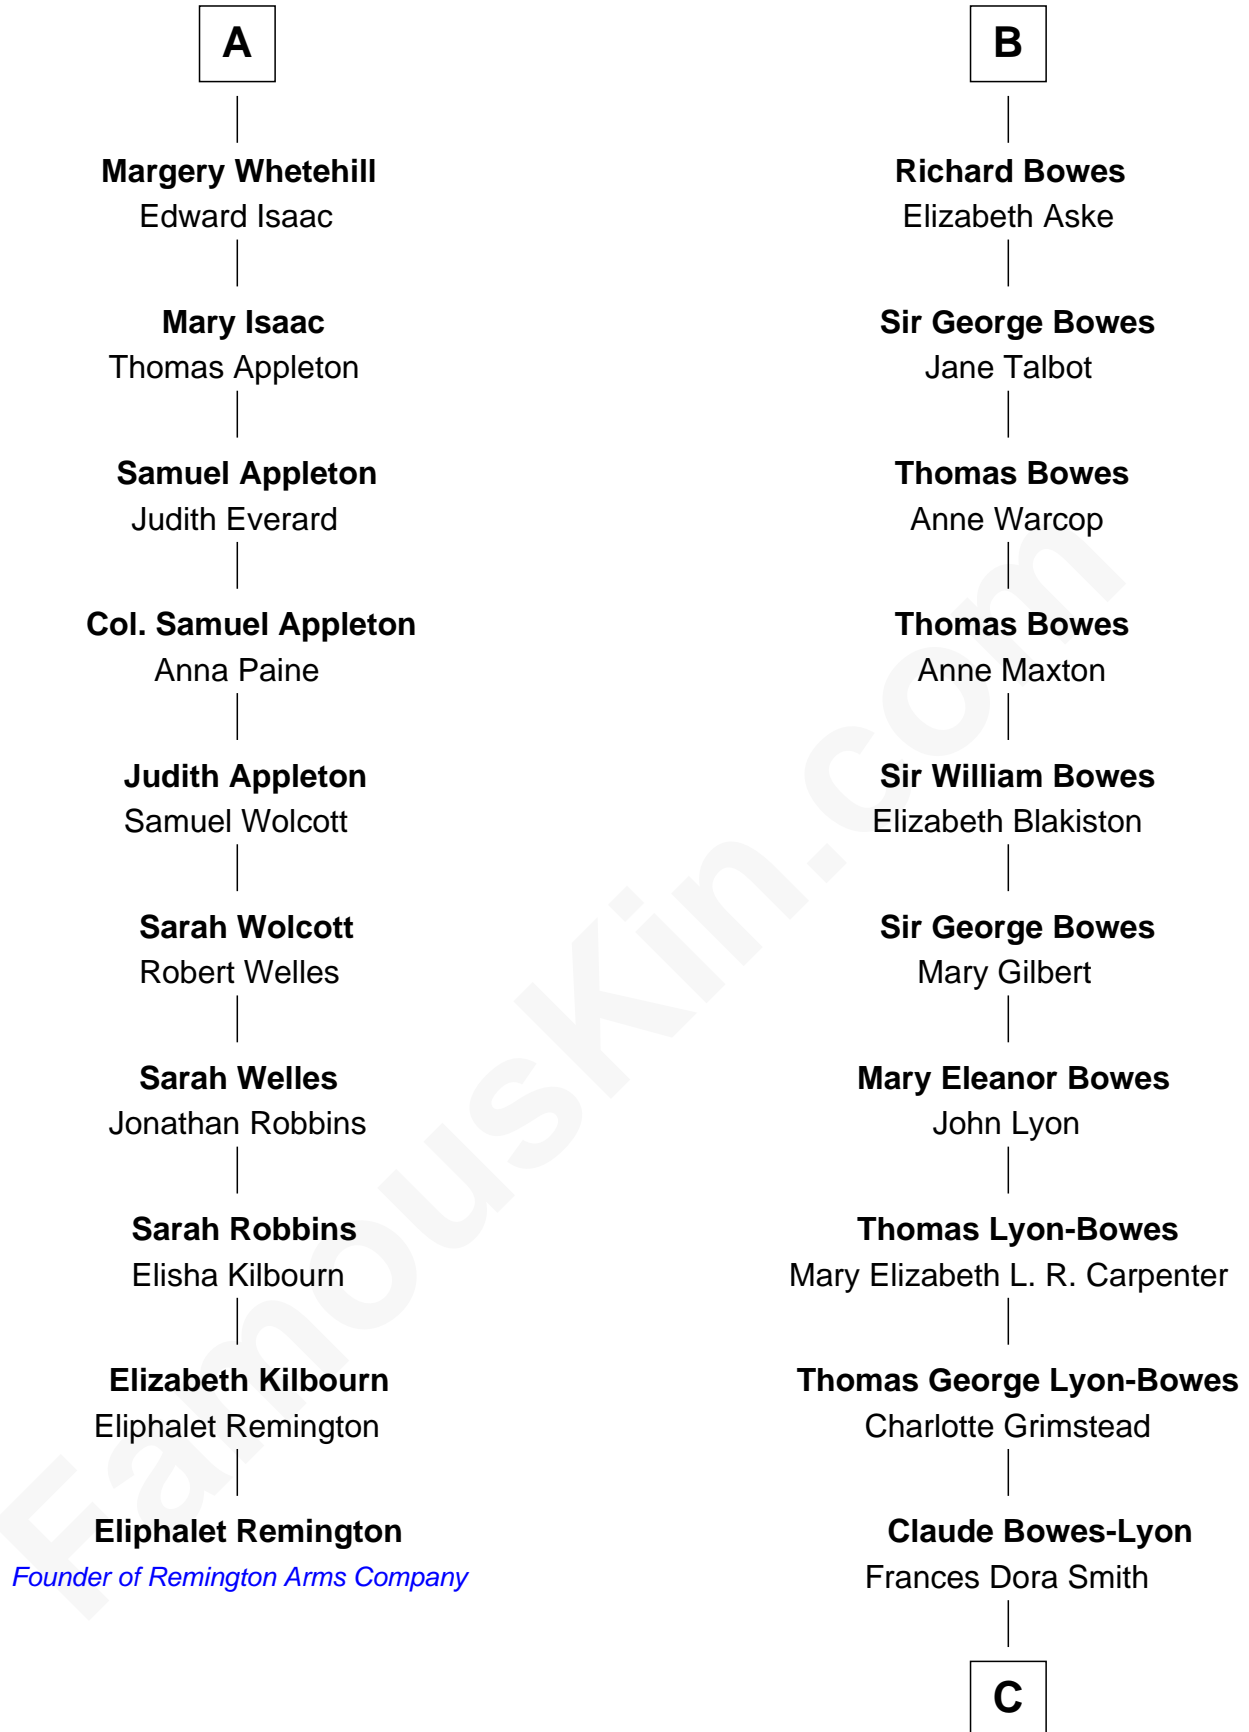 A
Margery Whetehill
Edward Isaac
Mary Isaac
Thomas Appleton
Samuel Appleton
Judith Everard
Col. Samuel Appleton
Anna Paine
Judith Appleton
Samuel Wolcott
Sarah Wolcott
Robert Welles
Sarah Welles
Jonathan Robbins
Sarah Robbins
Elisha Kilbourn
Elizabeth Kilbourn
Eliphalet Remington
Eliphalet Remington
Founder of Remington Arms Company
B
Richard Bowes
Elizabeth Aske
Sir George Bowes
Jane Talbot
Thomas Bowes
Anne Warcop
Thomas Bowes
Anne Maxton
Sir William Bowes
Elizabeth Blakiston
Sir George Bowes
Mary Gilbert
Mary Eleanor Bowes
John Lyon
Thomas Lyon-Bowes
Mary Elizabeth L. R. Carpenter
Thomas George Lyon-Bowes
Charlotte Grimstead
Claude Bowes-Lyon
Frances Dora Smith
C
FamousKin.com